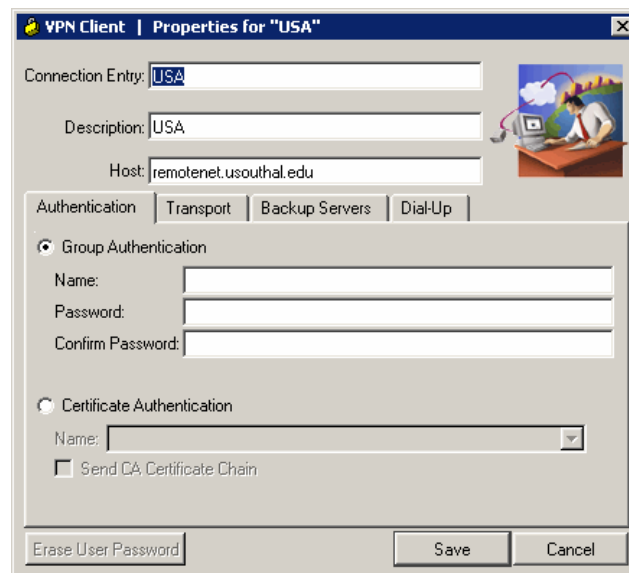 VPN Client | Properties for "USA"
Connection Entry: USA
Description: USA
Host: remotenet.usouthal.edu
Authentication Transport Backup Servers Dial-Up
Group Authentication
Name:
Password:
Confirm Password:
Certificate Authentication
Name:
Send CA Certificate Chain
Erase User Password Save Cancel